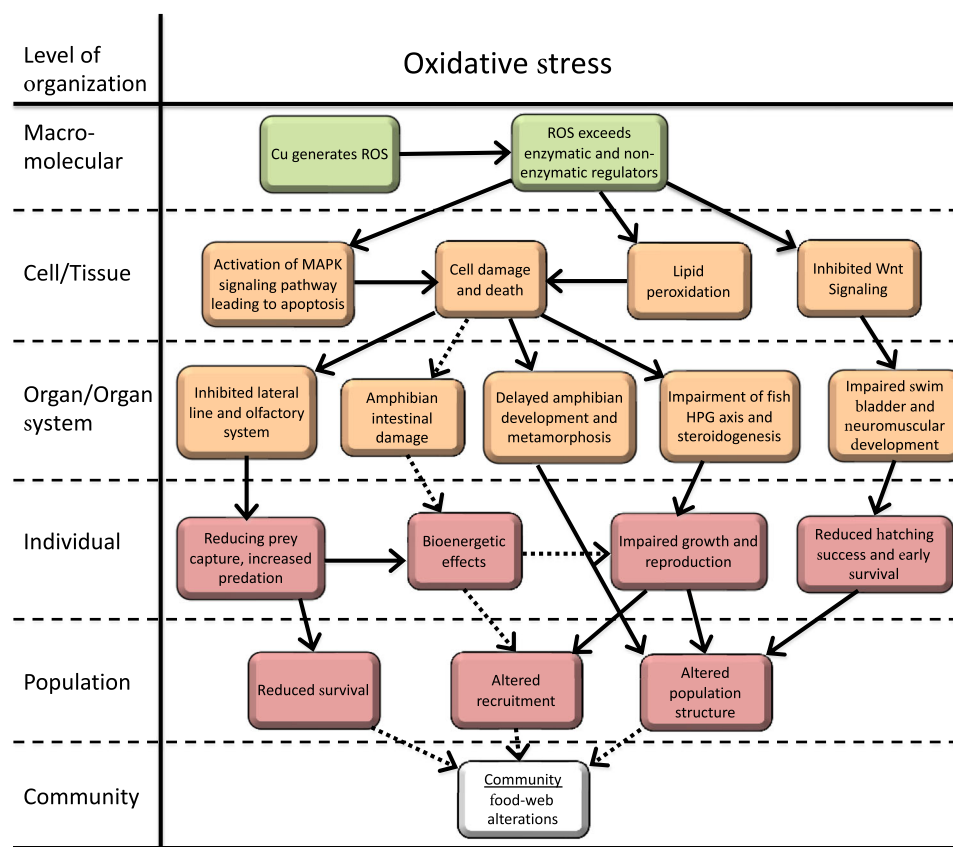 Level of
organization
Oxidative stress
Macro-
molecular
Cu generates ROS
ROS exceeds
enzymatic and non-
enzymatic regulators
Cell/Tissue
Activation of MAPK
signaling pathway
leading to apoptosis
Cell damage
and death
Lipid
peroxidation
Inhibited Wnt
Signaling
Organ/Organ
system
Inhibited lateral
line and olfactory
system
Amphibian
intestinal
damage
Delayed amphibian
development and
metamorphosis
Impairment of fish
HPG axis and
steroidogenesis
Impaired swim
bladder and
neuromuscular
development
Individual
Reducing prey
capture, increased
predation
Bioenergetic
effects
Impaired growth and
reproduction
Reduced hatching
success and early
survival
Population
Reduced survival
Altered
recruitment
Altered
population
structure
Community
Community
food-web
alterations